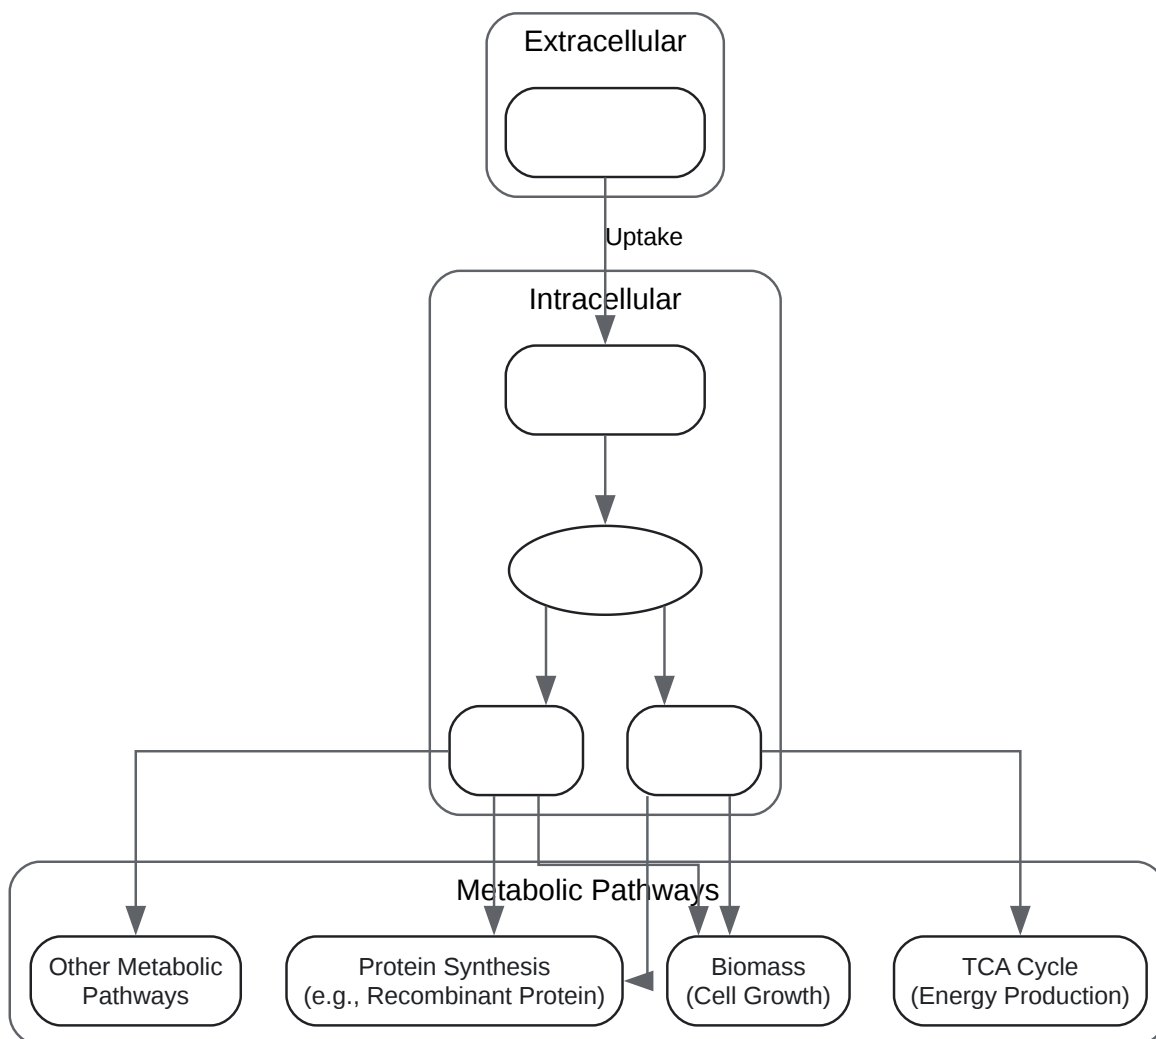 Extracellular
Uptake
Intracellular
Metabolic Pathways
Other Metabolic
Pathways
Protein Synthesis
(e.g., Recombinant Protein)
Biomass
(Cell Growth)
TCA Cycle
(Energy Production)